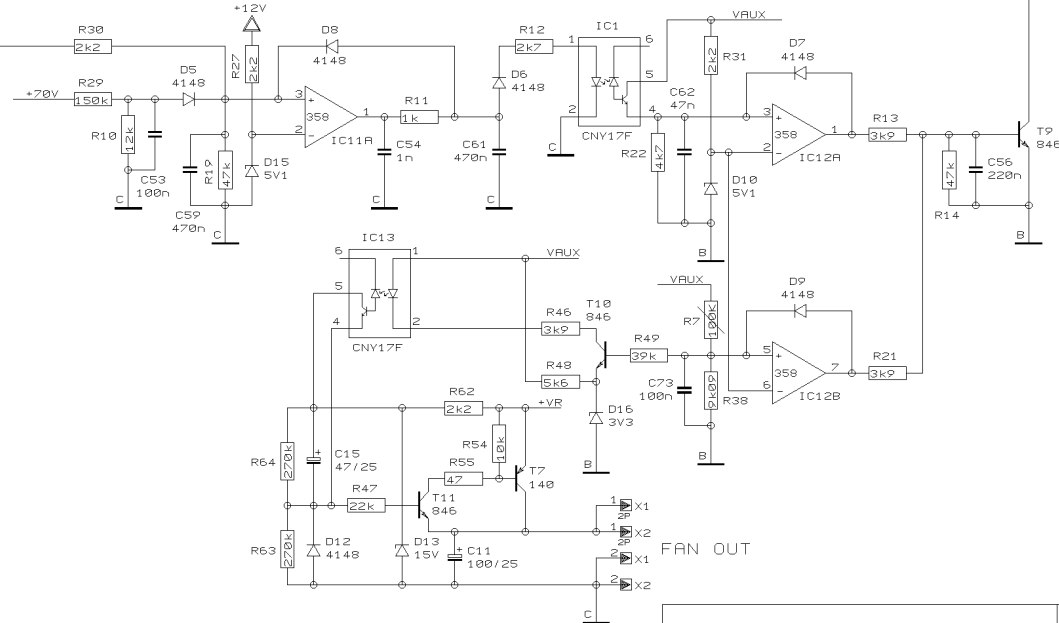 +12V
VAUX
R30
2k2
R27
2k2
D8
4148
R12
2k7
IC1
1
6
2
5
4
CNY17F
C
D6
4148
R31
2k2
D7
4148
+70V
R29
150k
D5
4148
R10
12k
C53
100n
C
3
+
358
2
-
1
IC11A
R11
1k
C54
1n
C
C61
470n
C
C59
470n
R19
47k
C
D15
5V1
R22
4k7
C62
47n
3
+
358
2
-
1
IC12A
R13
3k9
T9
846
D10
5V1
B
R14
47k
C56
220n
B
IC13
6
5
4
1
2
CNY17F
VAUX
VAUX
R7
100K
D9
4148
R46
3k9
T10
846
R49
39k
5
+
358
6
-
7
IC12B
R21
3k9
R48
5k6
C73
100n
R38
9k09
B
R62
2k2
+VR
D16
3V3
B
R64
270k
C15
+
47/25
R54
10k
R55
47
T7
140
R47
22k
T11
846
1
X1
2P
1
X2
2P
FAN OUT
R63
270k
D12
4148
D13
15V
+
C11
100/25
2
X1
2
X2
C